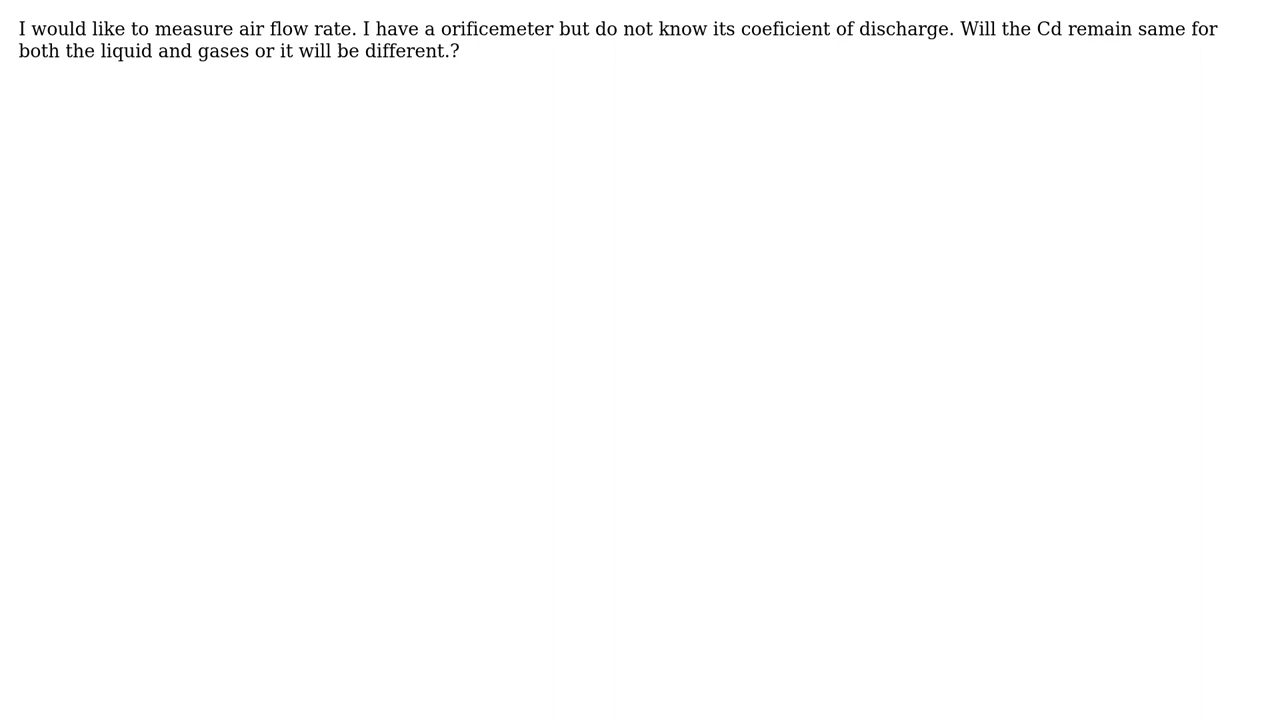 I would like to measure air flow rate. I have a orificemeter but do not know its coeficient of discharge. Will the Cd remain same for
both the liquid and gases or it will be different.?